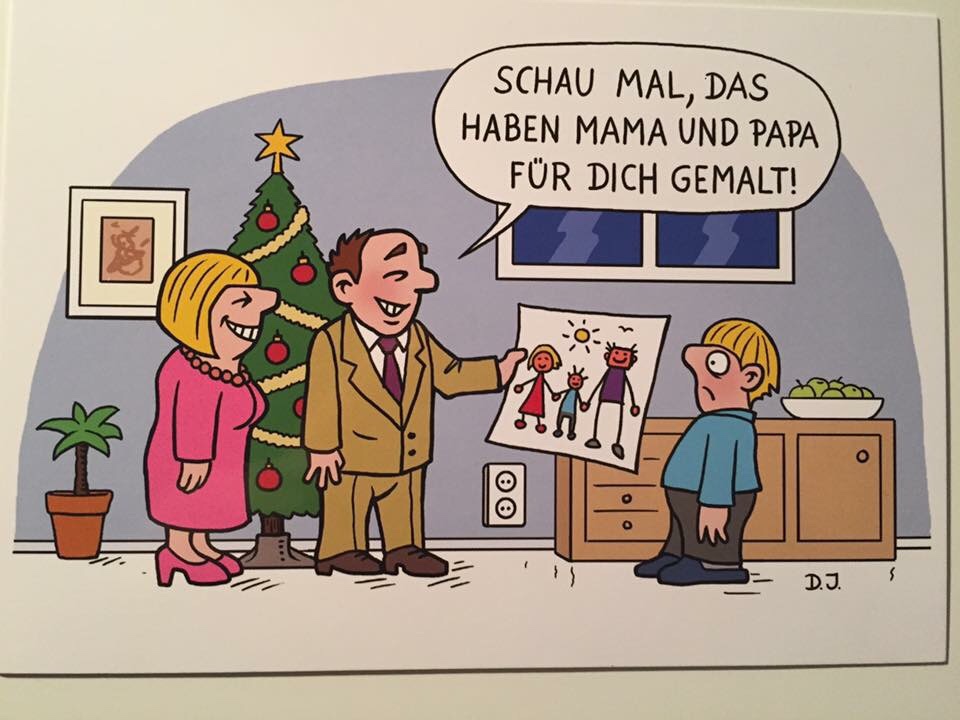 SCHAU MAL, DAS
HABEN MAMA UND PAPA
FÜR DICH GEMALT!
D.J.